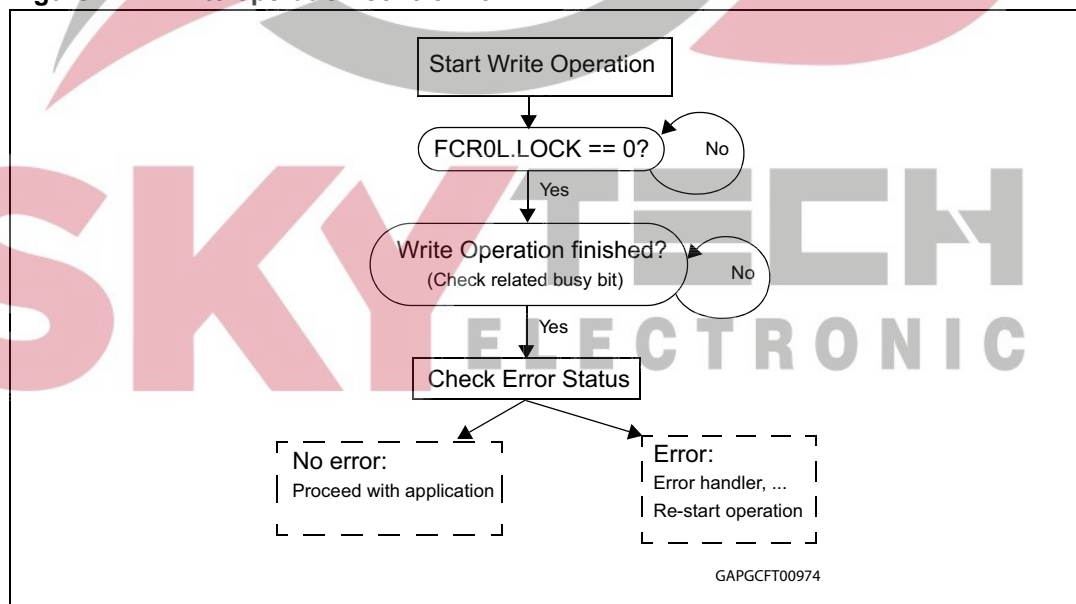 Start Write Operation
FCR0L.LOCK == 0?
No
Yes
Write Operation finished?
(Check related busy bit)
No
Yes
Check Error Status
No error:
Proceed with application
Error:
Error handler, ...
Re-start operation
GAPGCFT00974
SKYTECH
ELECTRONIC